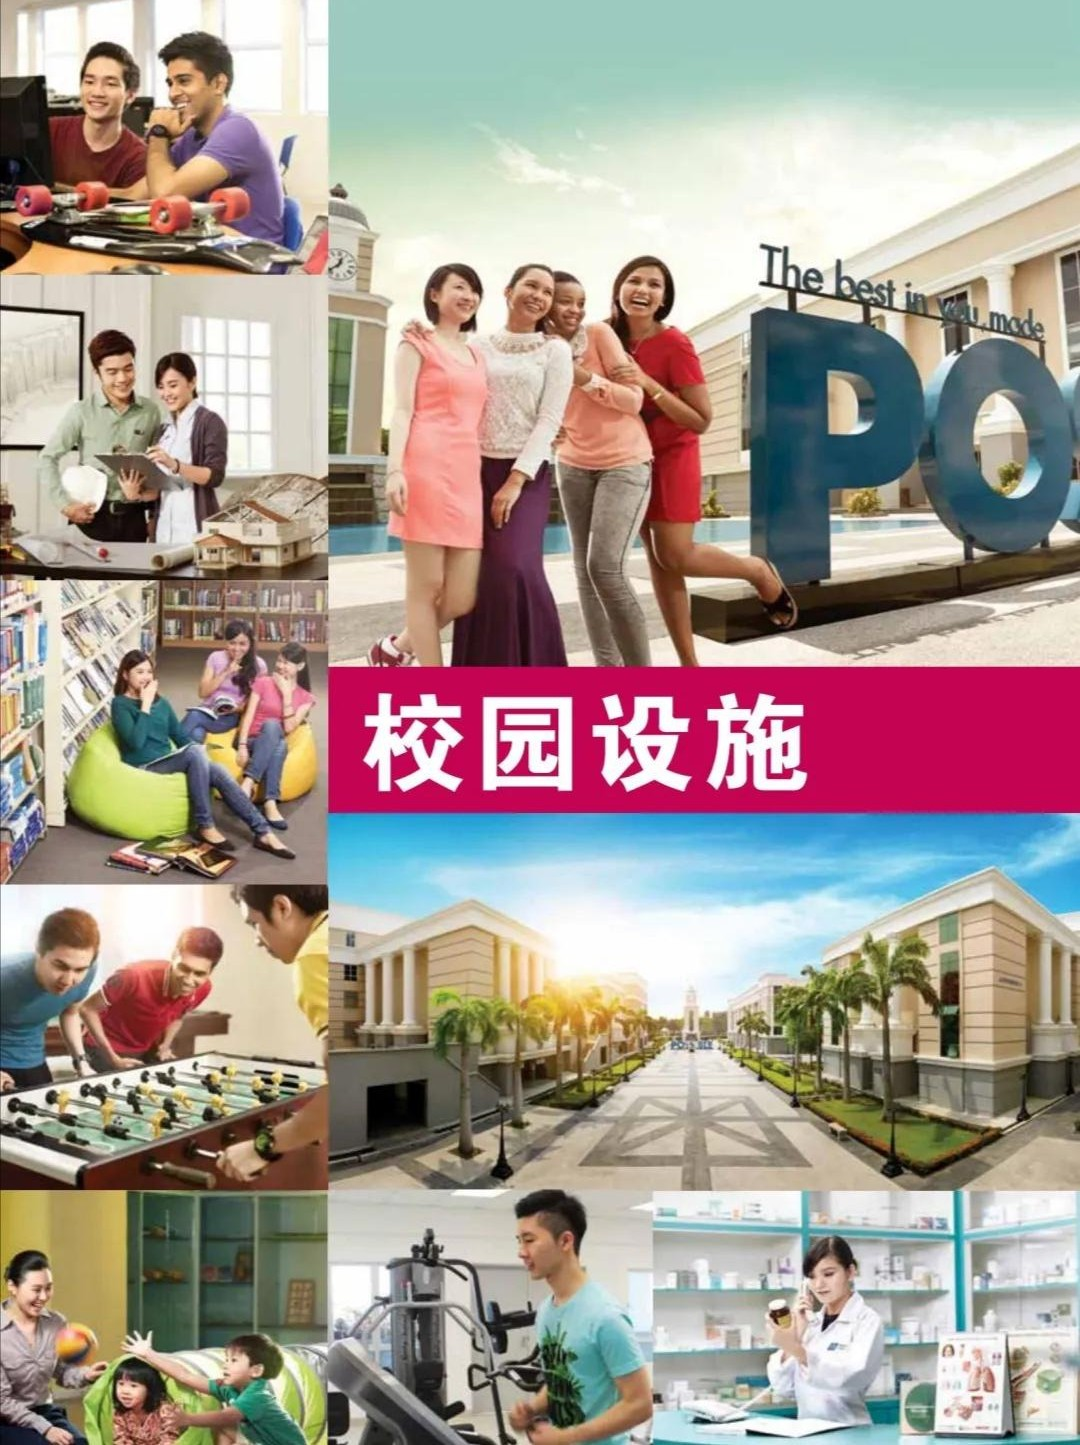 The best in you, made
PO
校园设施